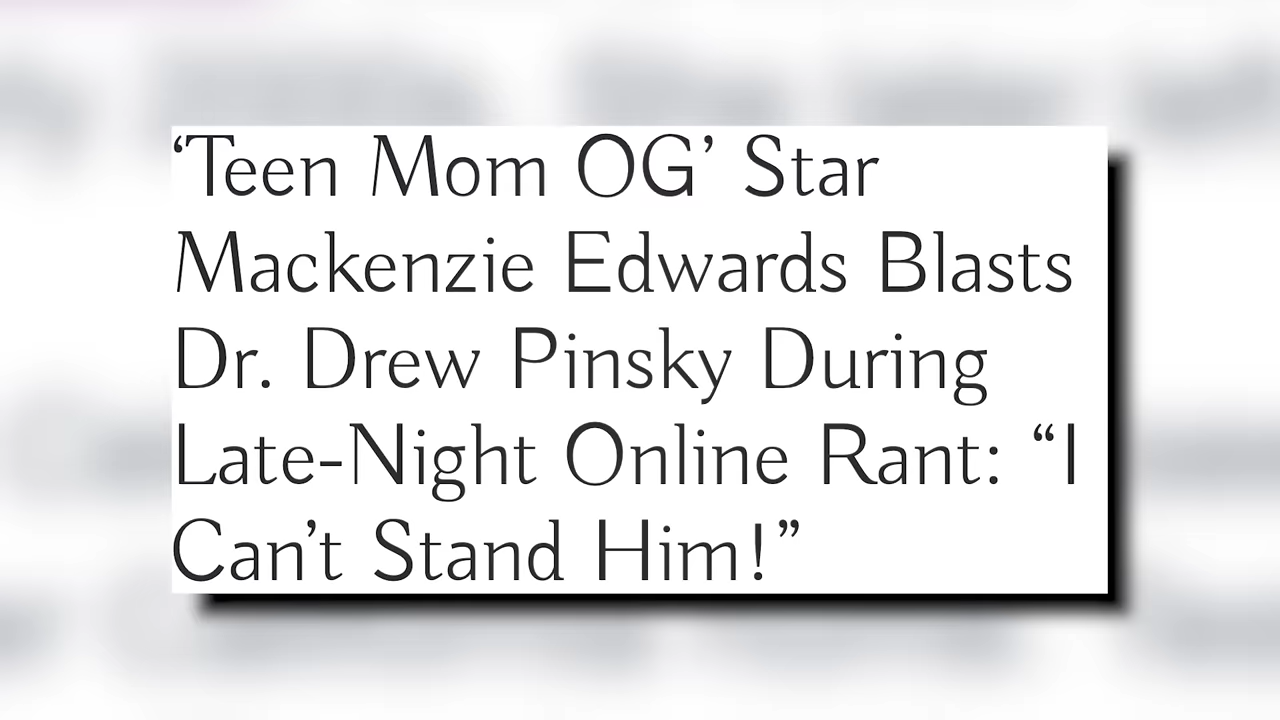 ‘Teen Mom OG’ Star
Mackenzie Edwards Blasts
Dr. Drew Pinsky During
Late-Night Online Rant: “I
Can’t Stand Him!”